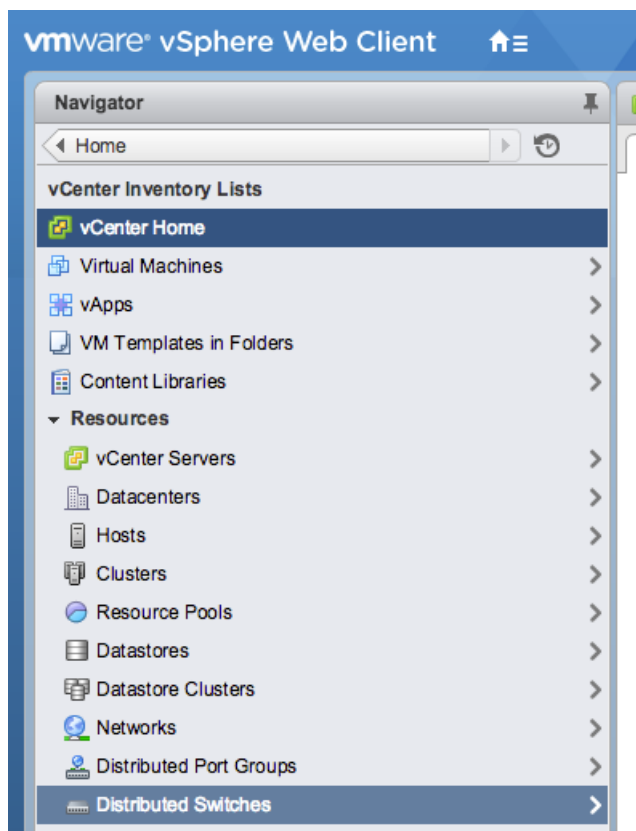 vmware® vSphere Web Client
Navigator
Home
vCenter Inventory Lists
vCenter Home
Virtual Machines
vApps
VM Templates in Folders
Content Libraries
Resources
vCenter Servers
Datacenters
Hosts
Clusters
Resource Pools
Datastores
Datastore Clusters
Networks
Distributed Port Groups
Distributed Switches